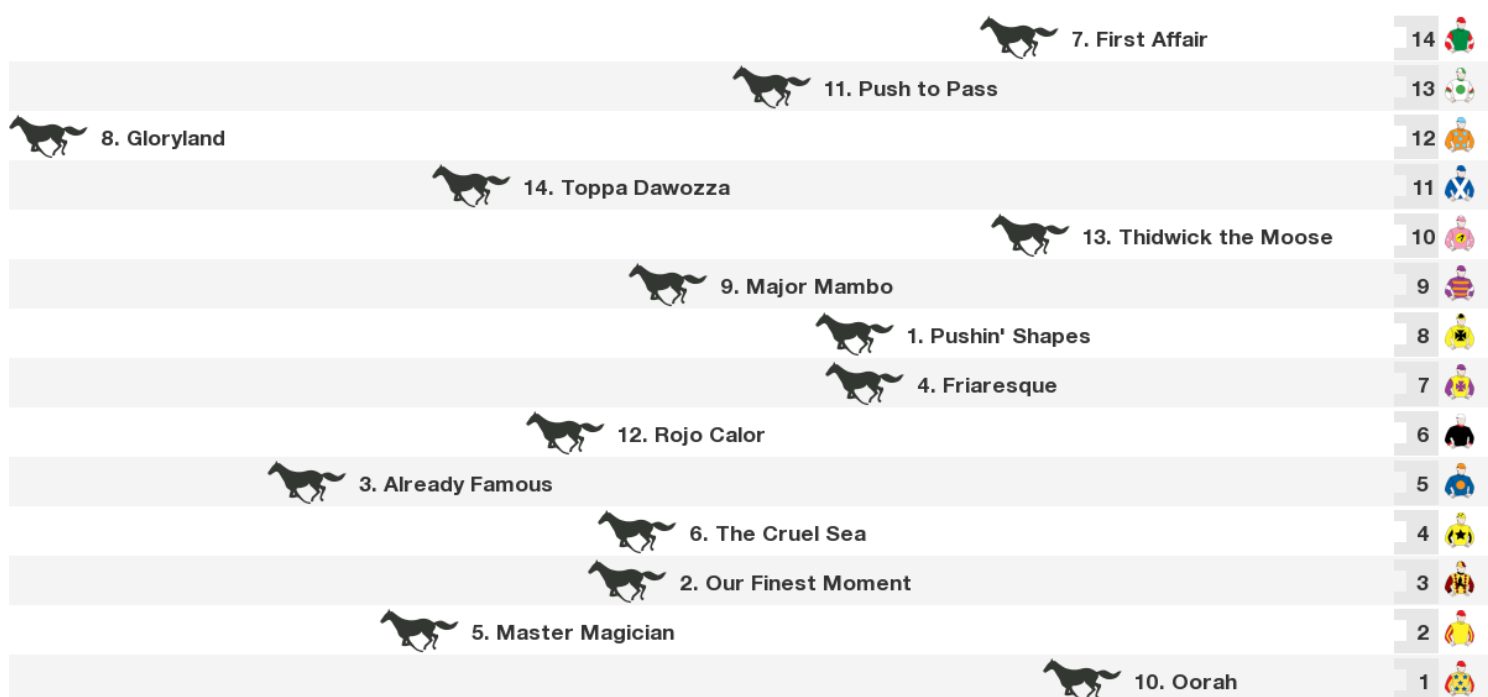 7. First Affair 14
11. Push to Pass 13
8. Gloryland 12
14. Toppa Dawozza 11
13. Thidwick the Moose 10
9. Major Mambo 9
1. Pushin' Shapes 8
4. Friaresque 7
12. Rojo Calor 6
3. Already Famous 5
6. The Cruel Sea 4
2. Our Finest Moment 3
5. Master Magician 2
10. Oorah 1